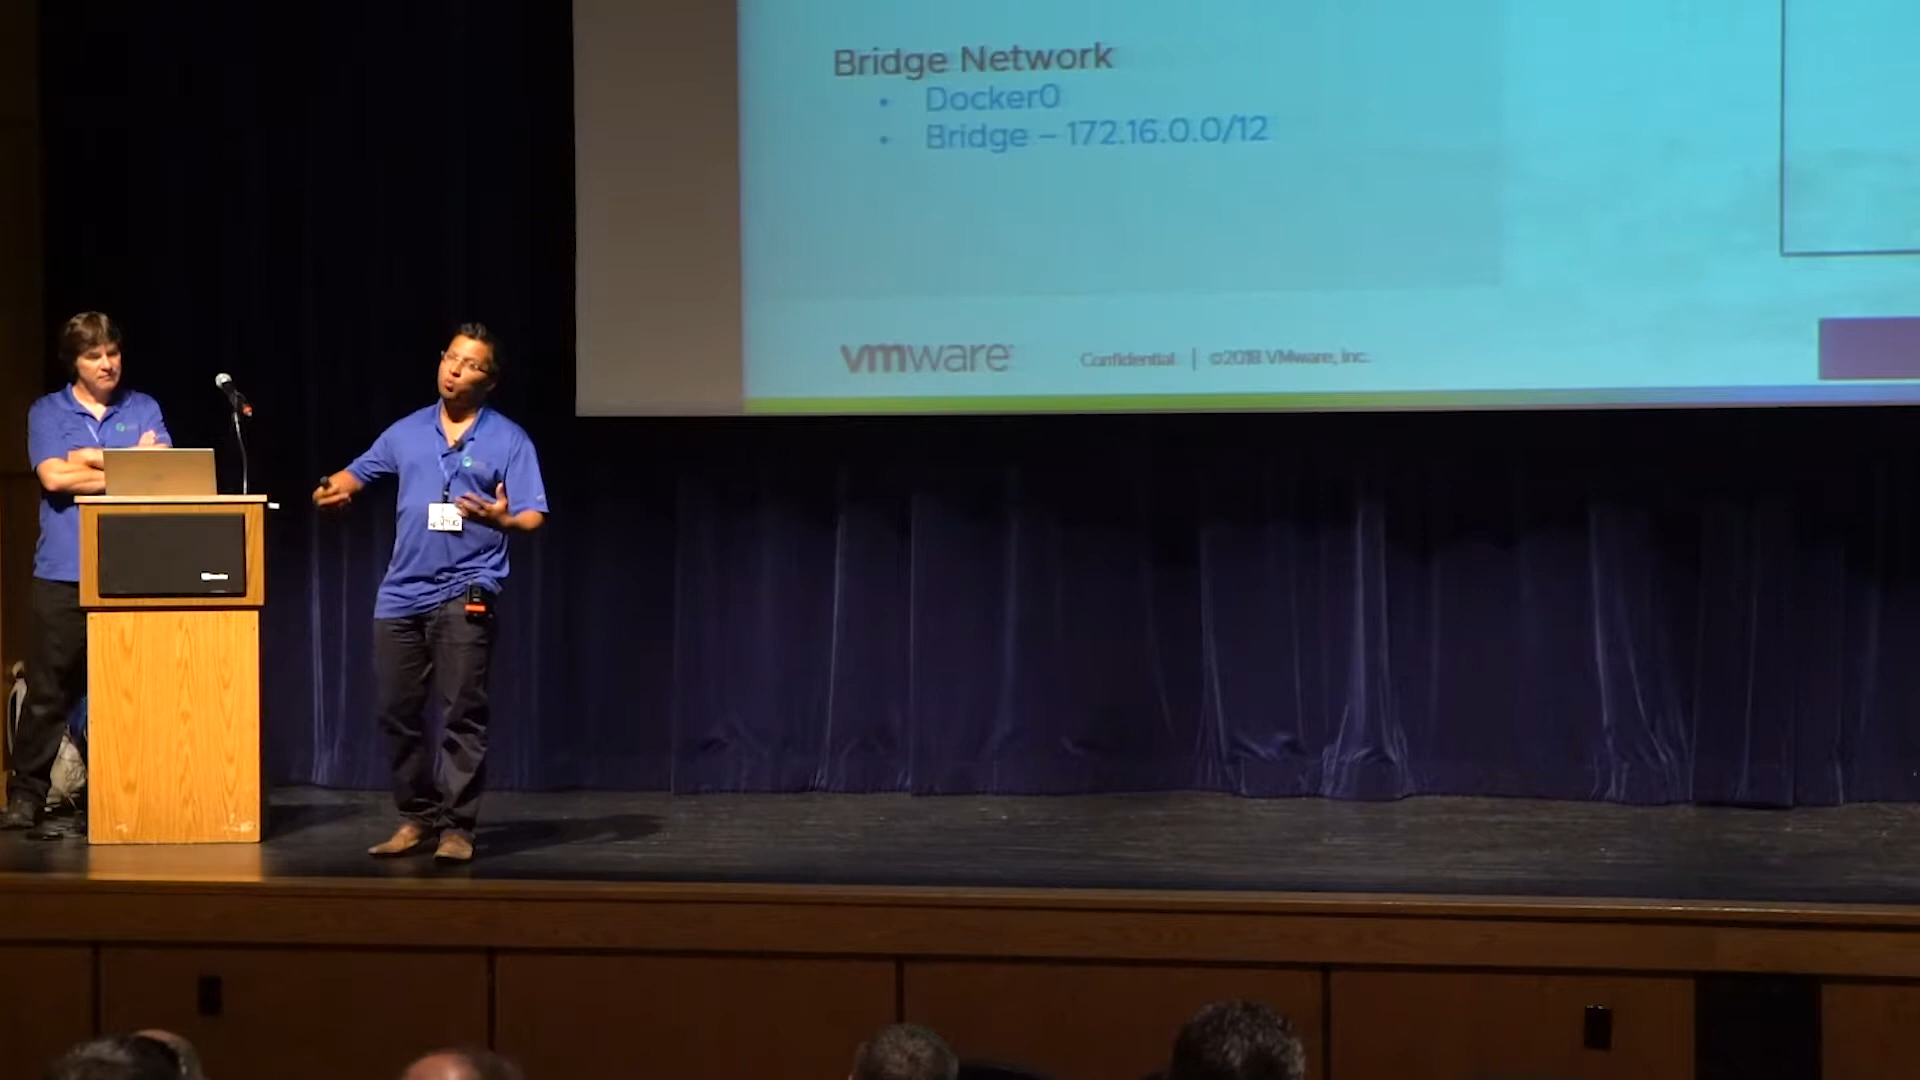 Bridge Network
• Docker0
• Bridge – 172.16.0.0/12
vmware
Confidential | ©2018 VMware, Inc.